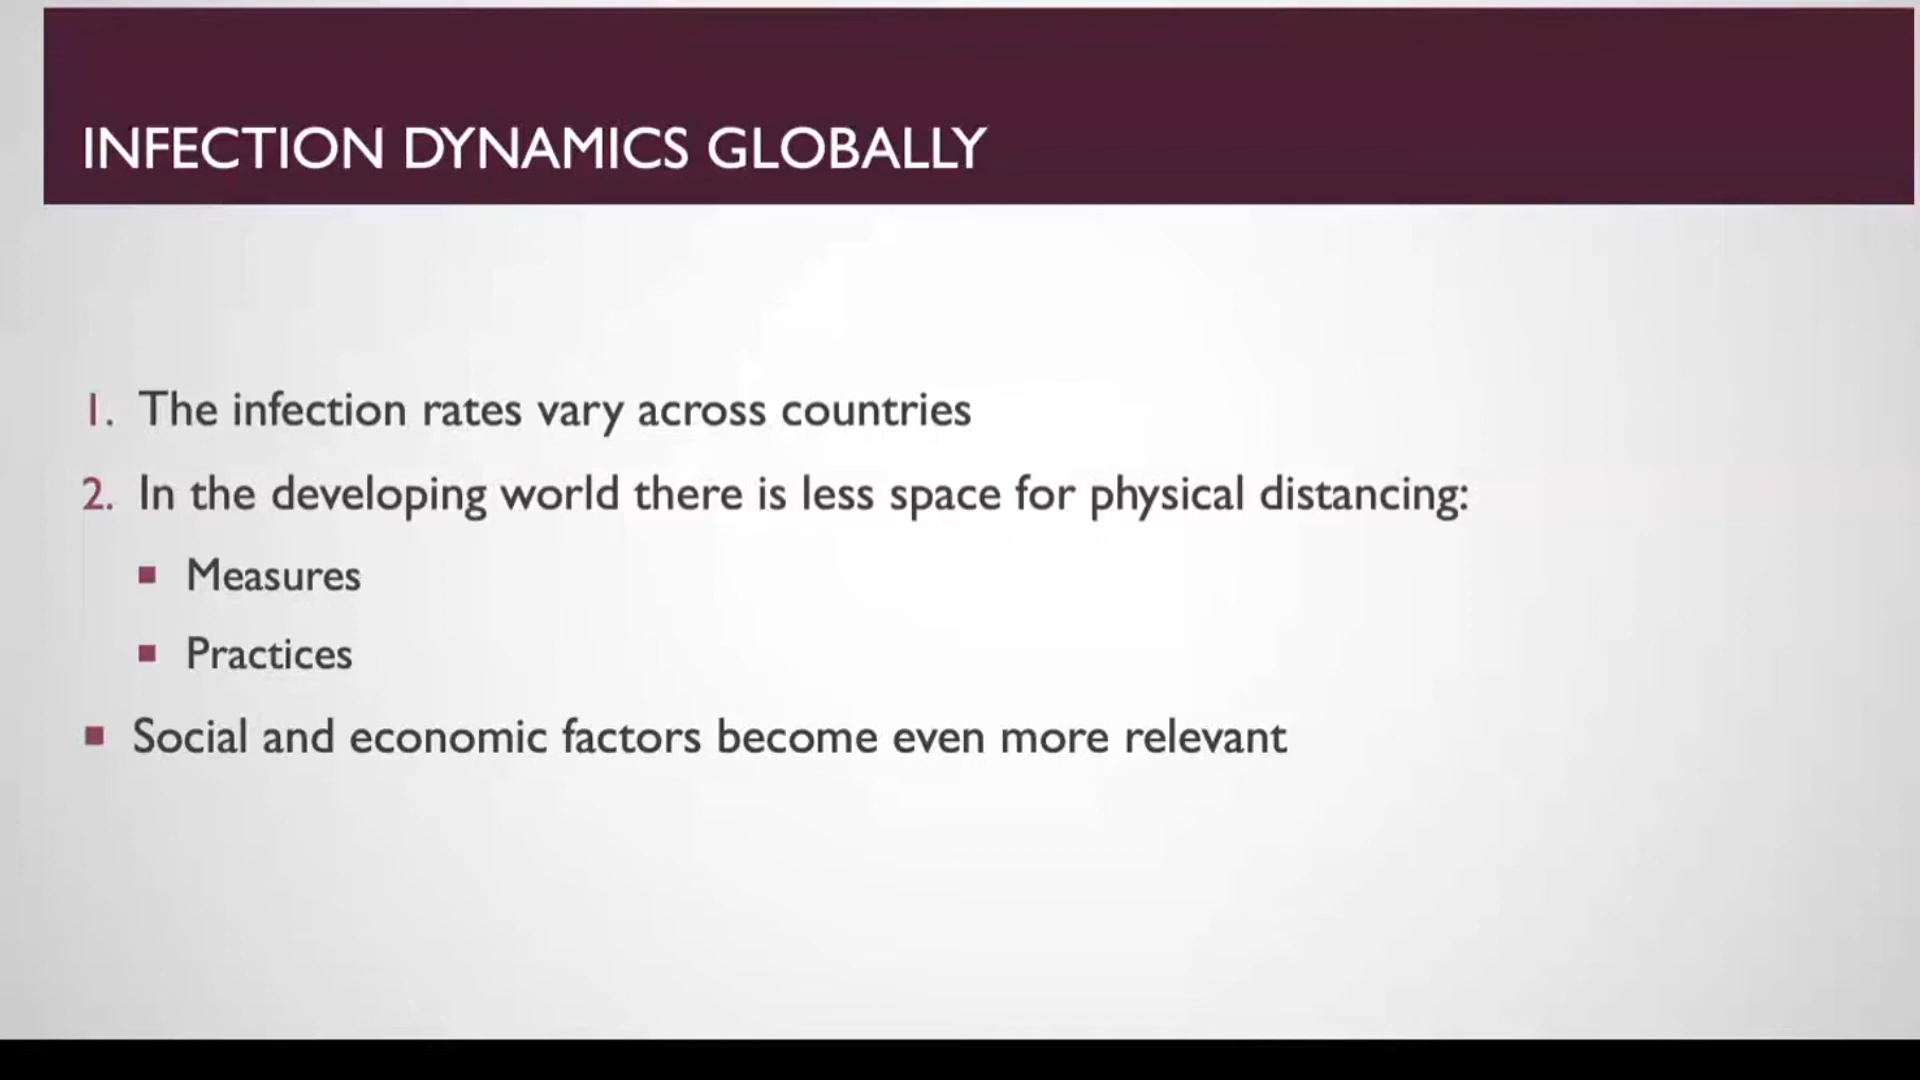 INFECTION DYNAMICS GLOBALLY
1. The infection rates vary across countries
2. In the developing world there is less space for physical distancing:
■ Measures
■ Practices
■ Social and economic factors become even more relevant